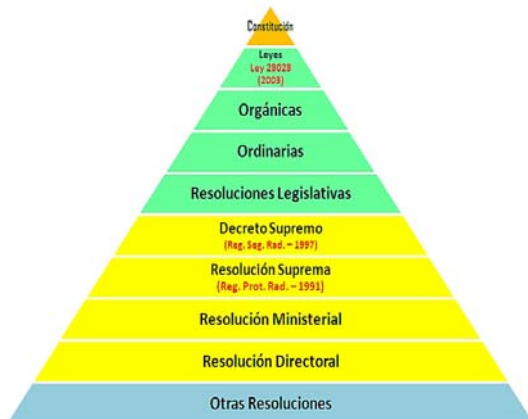 Constitución
Leyes
Ley 28028
(2003)
Orgánicas
Ordinarias
Resoluciones Legislativas
Decreto Supremo
(Reg. Seg. Rad. – 1997)
Resolución Suprema
(Reg. Prot. Rad. – 1991)
Resolución Ministerial
Resolución Directoral
Otras Resoluciones